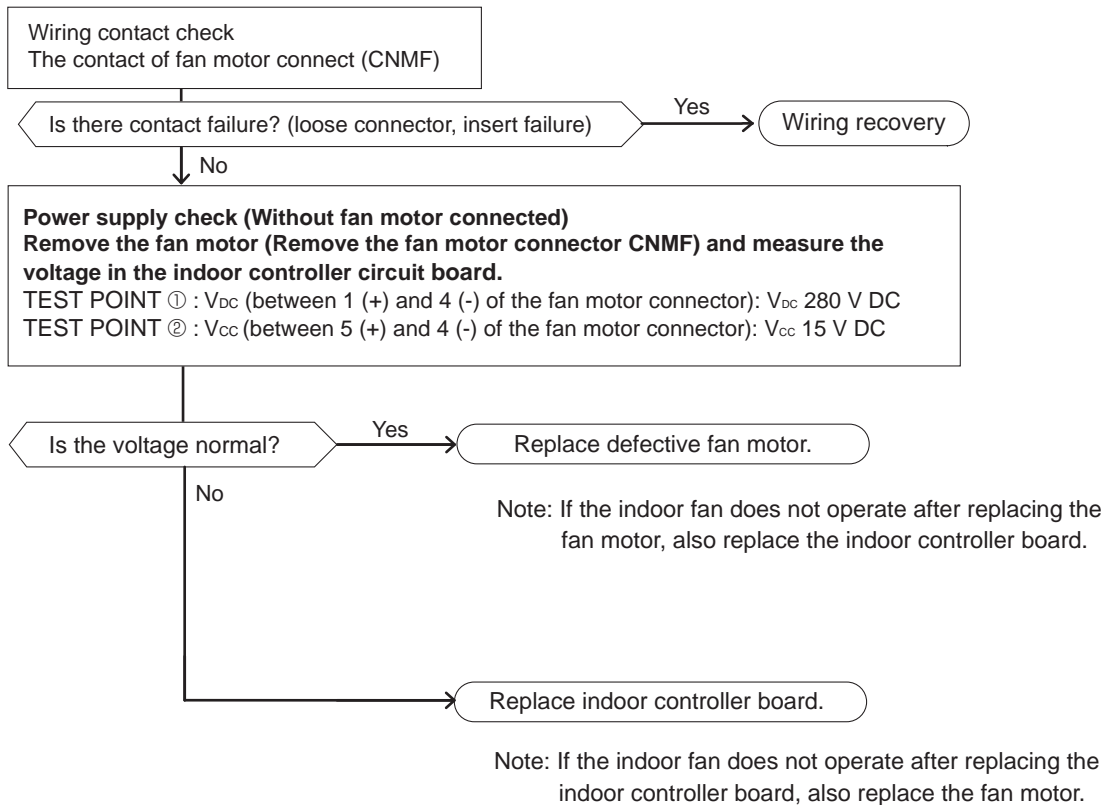 Wiring contact check
The contact of fan motor connect (CNMF)
Is there contact failure? (loose connector, insert failure)
Yes
Wiring recovery
No
Power supply check (Without fan motor connected)
Remove the fan motor (Remove the fan motor connector CNMF) and measure the
voltage in the indoor controller circuit board.
TEST POINT ① : VDC (between 1 (+) and 4 (-) of the fan motor connector): VDC 280 V DC
TEST POINT ② : VCC (between 5 (+) and 4 (-) of the fan motor connector): VCC 15 V DC
Is the voltage normal?
Yes
Replace defective fan motor.
No
Note: If the indoor fan does not operate after replacing the
fan motor, also replace the indoor controller board.
Replace indoor controller board.
Note: If the indoor fan does not operate after replacing the
indoor controller board, also replace the fan motor.